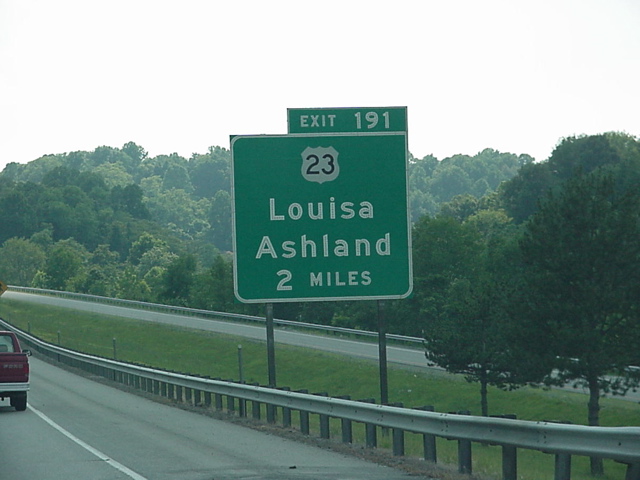 EXIT 191
23
Louisa
Ashland
2 MILES